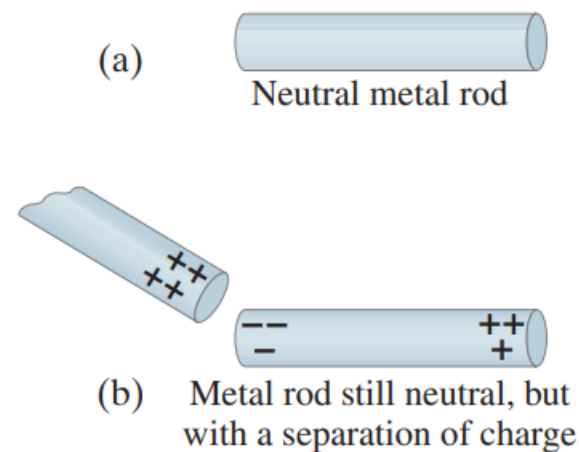 (a)
Neutral metal rod
++
++
-- ++
- +
(b) Metal rod still neutral, but
with a separation of charge